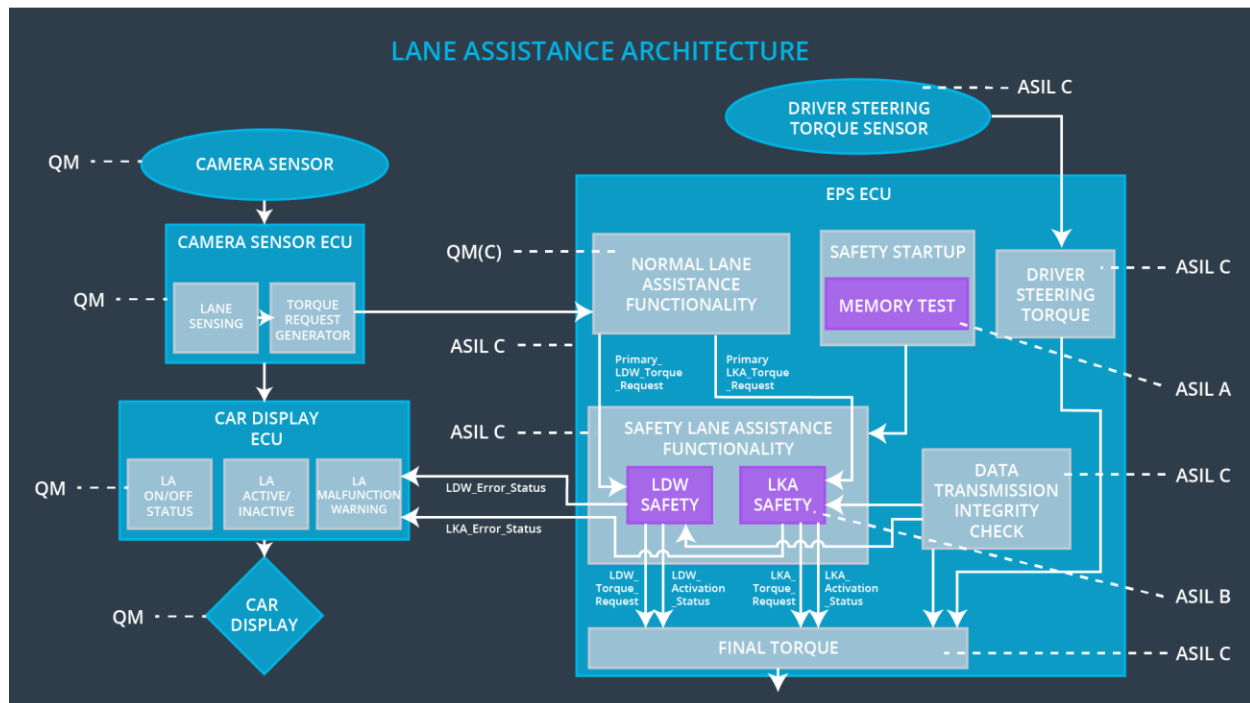 LANE ASSISTANCE ARCHITECTURE
ASIL C
DRIVER STEERING
TORQUE SENSOR
QM
CAMERA SENSOR
EPS ECU
CAMERA SENSOR ECU
QM(C)
NORMAL LANE
ASSISTANCE
FUNCTIONALITY
SAFETY STARTUP
MEMORY TEST
DRIVER
STEERING
TORQUE
ASIL C
QM
LANE
SENSING
TORQUE
REQUEST
GENERATOR
ASIL C
Primary_
LDW_Torque
_Request
Primary
LKA_Torque
_Request
ASIL A
CAR DISPLAY
ECU
ASIL C
SAFETY LANE ASSISTANCE
FUNCTIONALITY
QM
LA
ON/OFF
STATUS
LA
ACTIVE/
INACTIVE
LA
MALFUNCTION
WARNING
LDW_Error_Status
LKA_Error_Status
LDW
SAFETY
LKA
SAFETY
DATA
TRANSMISSION
INTEGRITY
CHECK
ASIL C
LDW_
Torque_
Request
LDW_
Activation
_Status
LKA_
Torque_
Request
LKA_
Activation
_Status
ASIL B
QM
CAR
DISPLAY
FINAL TORQUE
ASIL C